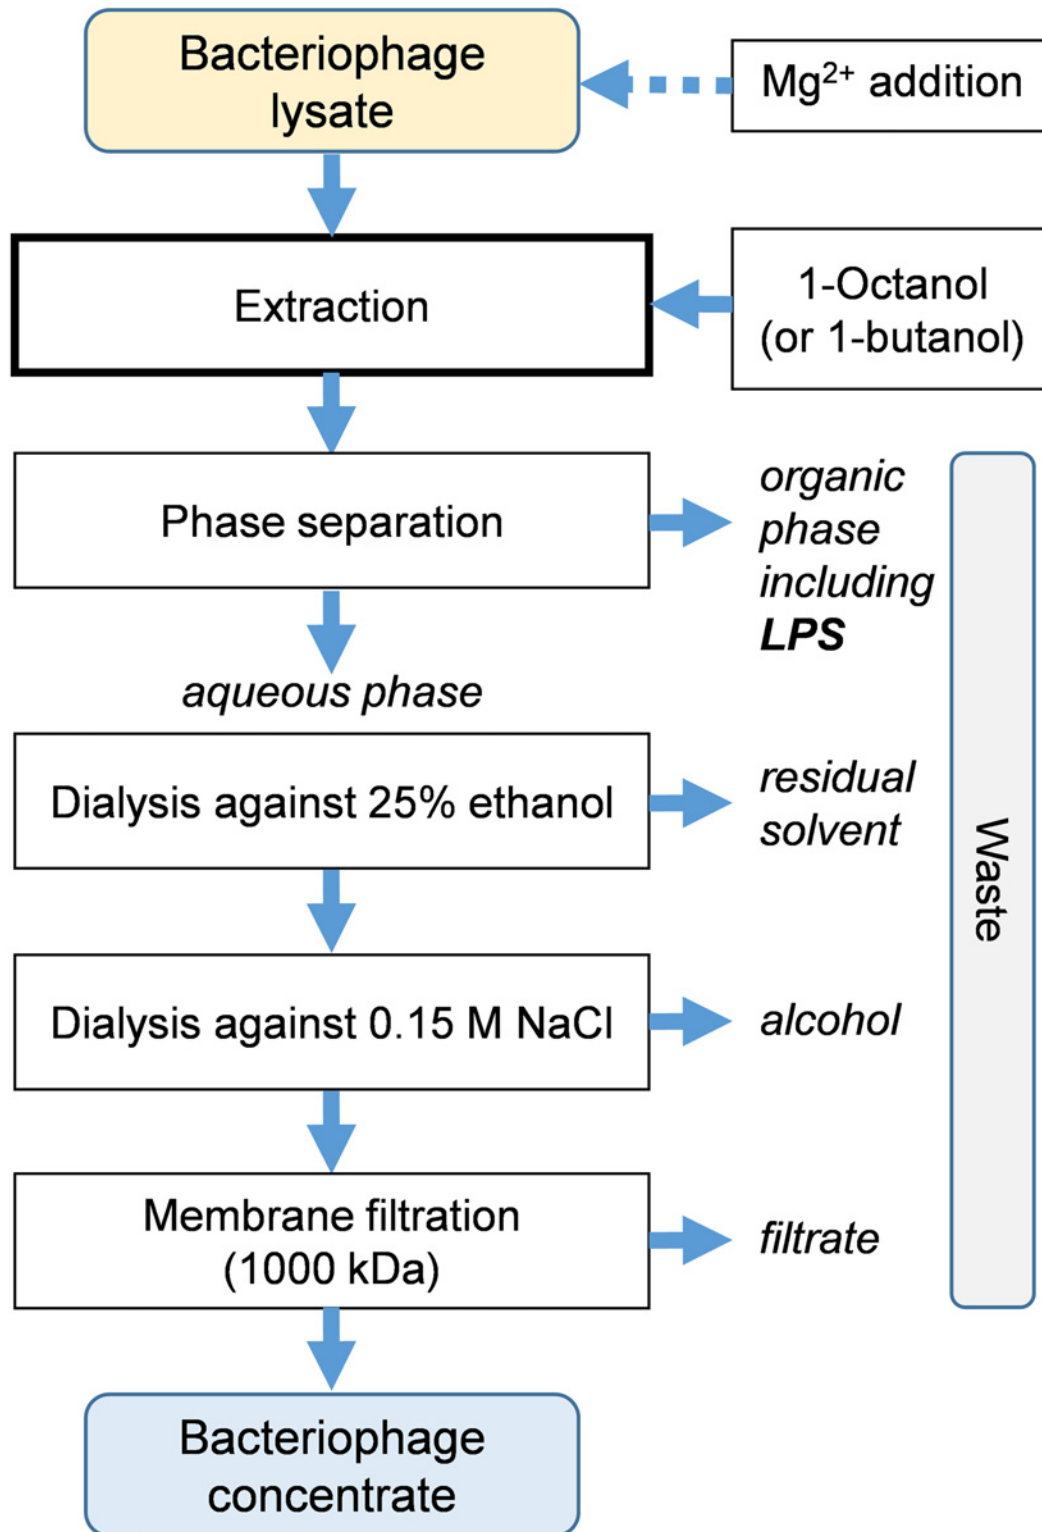 Bacteriophage
lysate
Mg²⁺ addition
Extraction
1-Octanol
(or 1-butanol)
Phase separation
organic
phase
including
LPS
aqueous phase
Dialysis against 25% ethanol
residual
solvent
Dialysis against 0.15 M NaCl
alcohol
Membrane filtration
(1000 kDa)
filtrate
Waste
Bacteriophage
concentrate